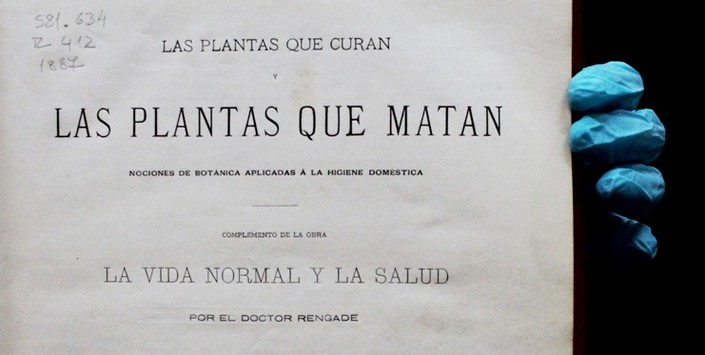 581.634
R 412
1887
LAS PLANTAS QUE CURAN
Y
LAS PLANTAS QUE MATAN
NOCIONES DE BOTÁNICA APLICADAS Á LA HIGIENE DOMÉSTICA
COMPLEMENTO DE LA OBRA
LA VIDA NORMAL Y LA SALUD
POR EL DOCTOR RENGADE